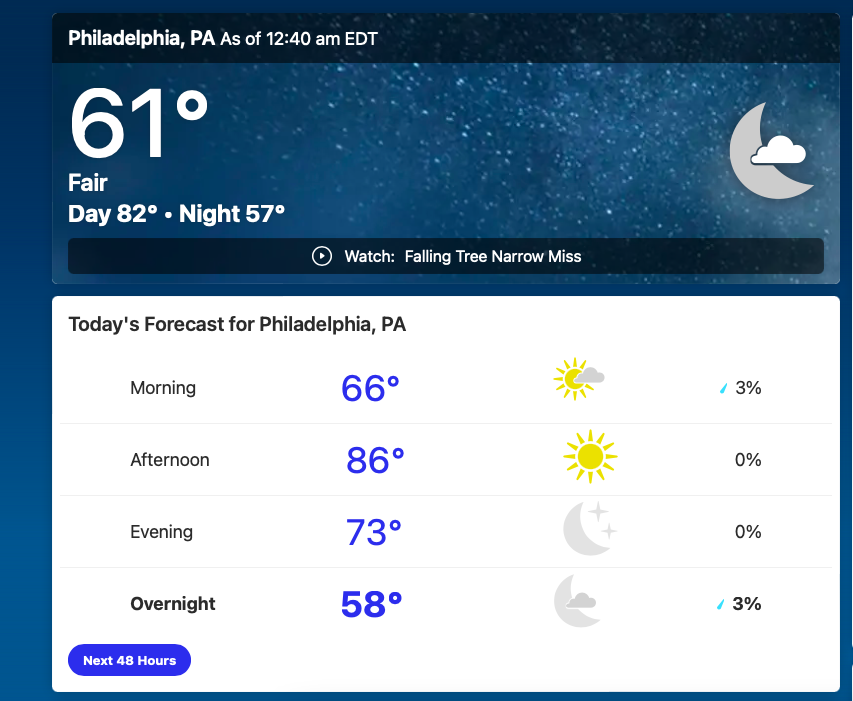 Philadelphia, PA As of 12:40 am EDT
61°
Fair
Day 82° • Night 57°
Watch: Falling Tree Narrow Miss
Today's Forecast for Philadelphia, PA
Morning 66° 3%
Afternoon 86° 0%
Evening 73° 0%
Overnight 58° 3%
Next 48 Hours